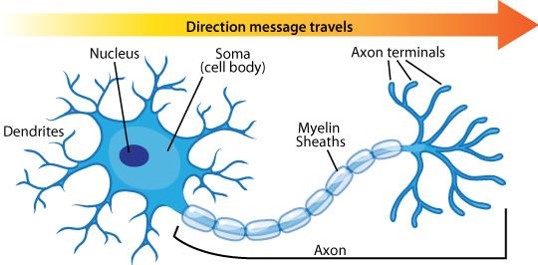 Direction message travels
Nucleus
Soma
(cell body)
Axon terminals
Dendrites
Myelin
Sheaths
Axon